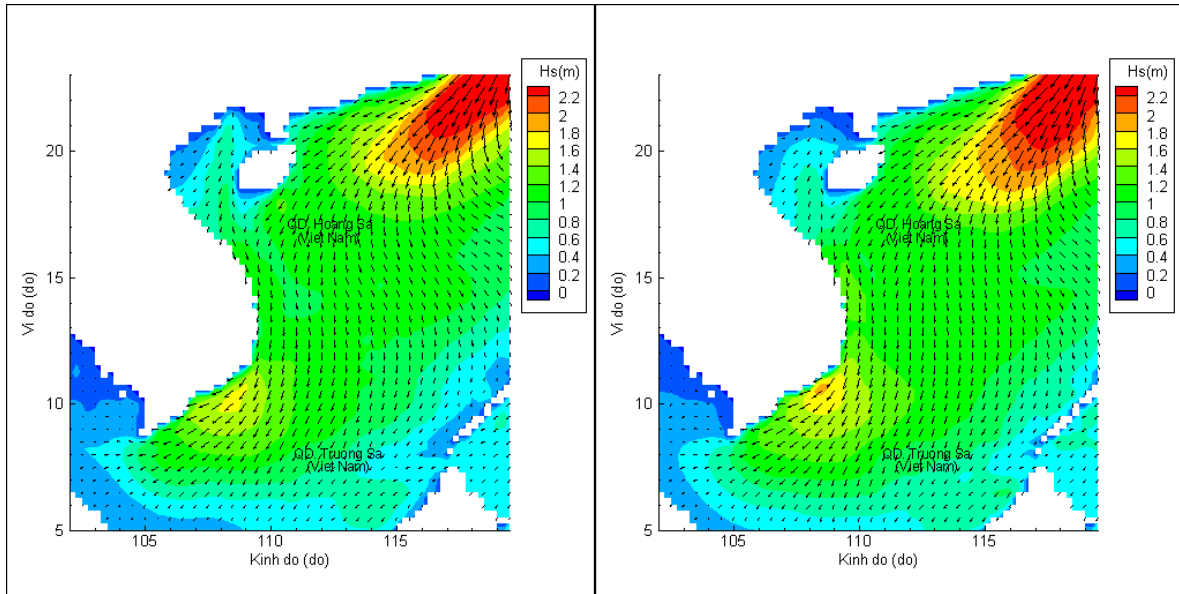 Hs(m)
2.2
2
1.8
1.6
1.4
1.2
1
0.8
0.6
0.4
0.2
0
20
15
10
5
Vi do (do)
QD. Hoang Sa
(Viet Nam)
QD. Truong Sa
(Viet Nam)
105
110
115
Kinh do (do)
Hs(m)
2.2
2
1.8
1.6
1.4
1.2
1
0.8
0.6
0.4
0.2
0
20
15
10
5
Vi do (do)
QD. Hoang Sa
(Viet Nam)
QD. Truong Sa
(Viet Nam)
105
110
115
Kinh do (do)